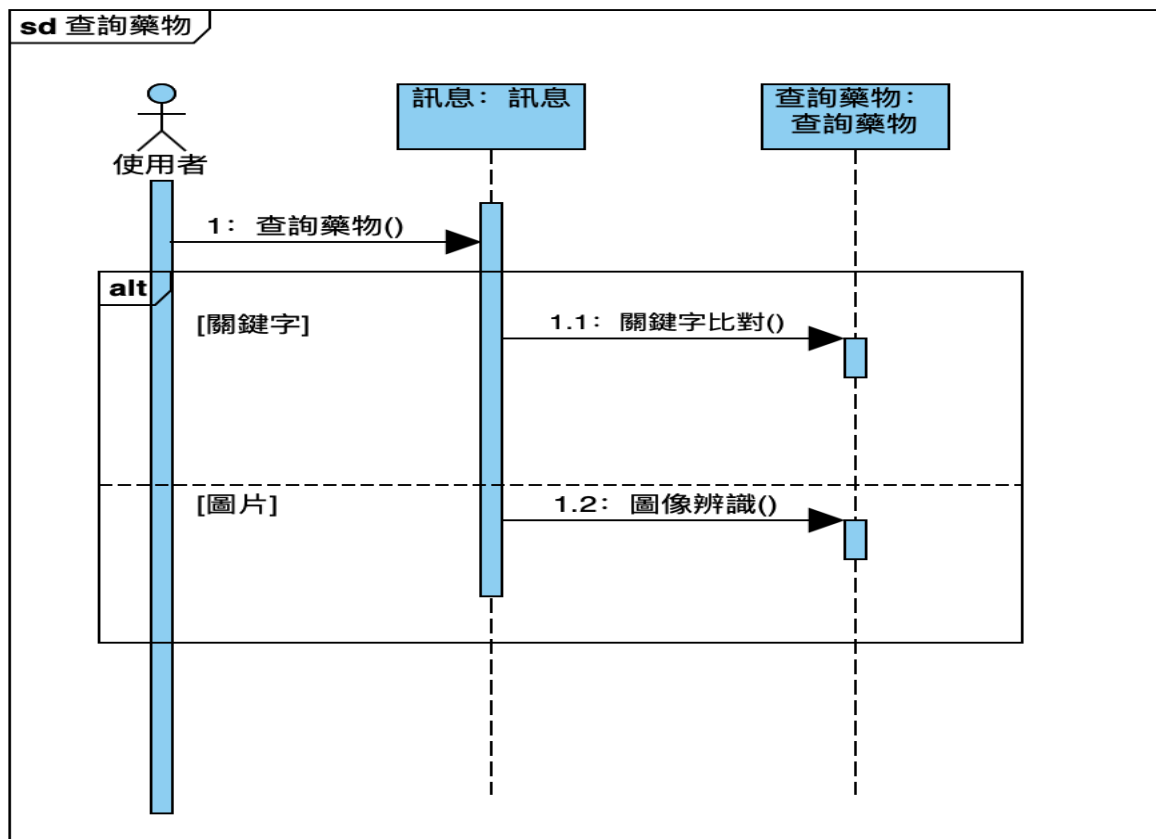 sd 查詢藥物
使用者
訊息: 訊息
查詢藥物:
查詢藥物
1: 查詢藥物()
alt
[關鍵字]
1.1: 關鍵字比對()
[圖片]
1.2: 圖像辨識()